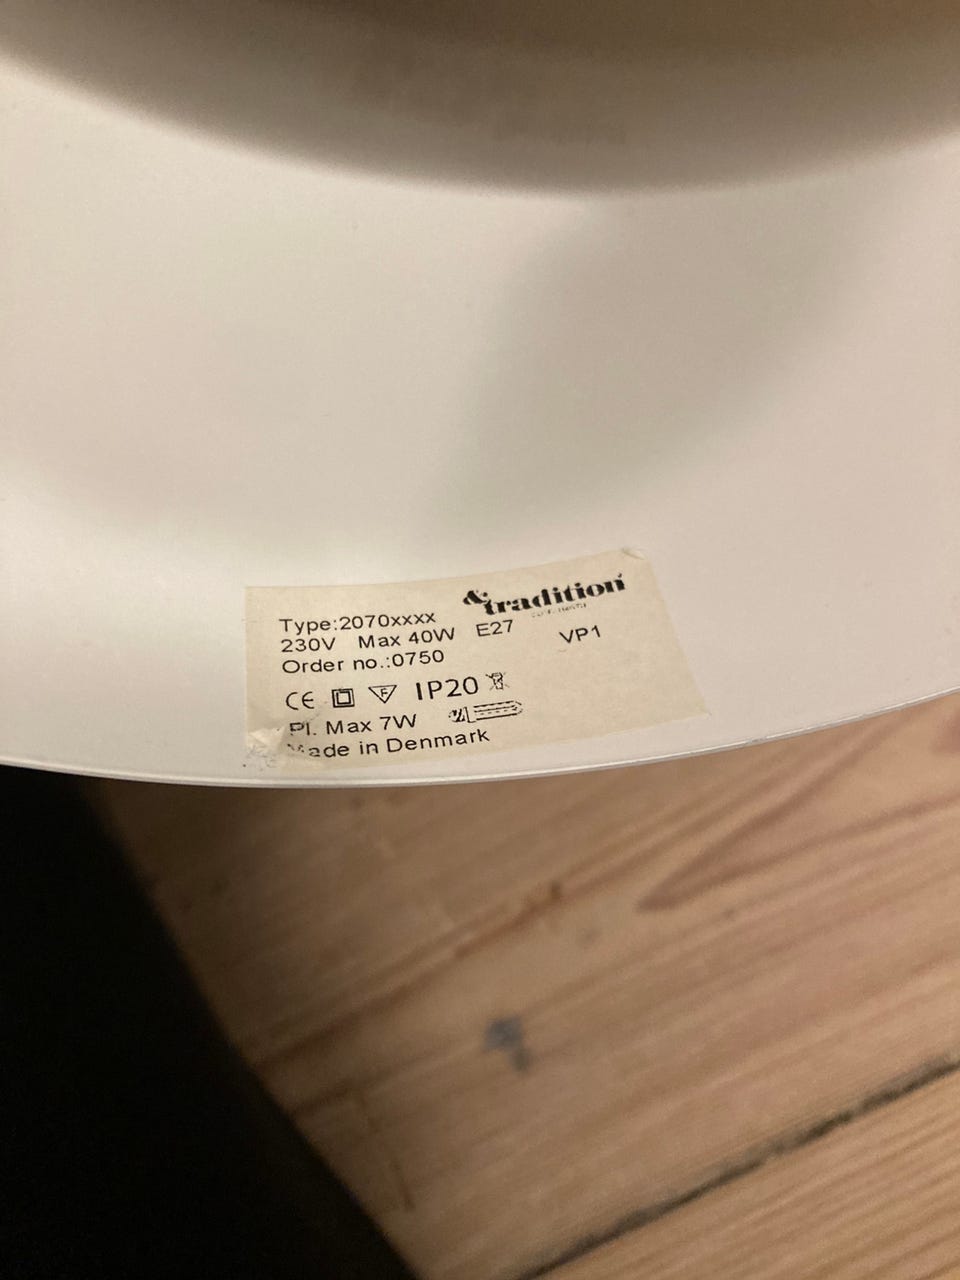 &tradition
Type:2070xxxx
230V Max 40W E27 VP1
Order no.:0750
CE F IP20
Pl. Max 7W
Made in Denmark